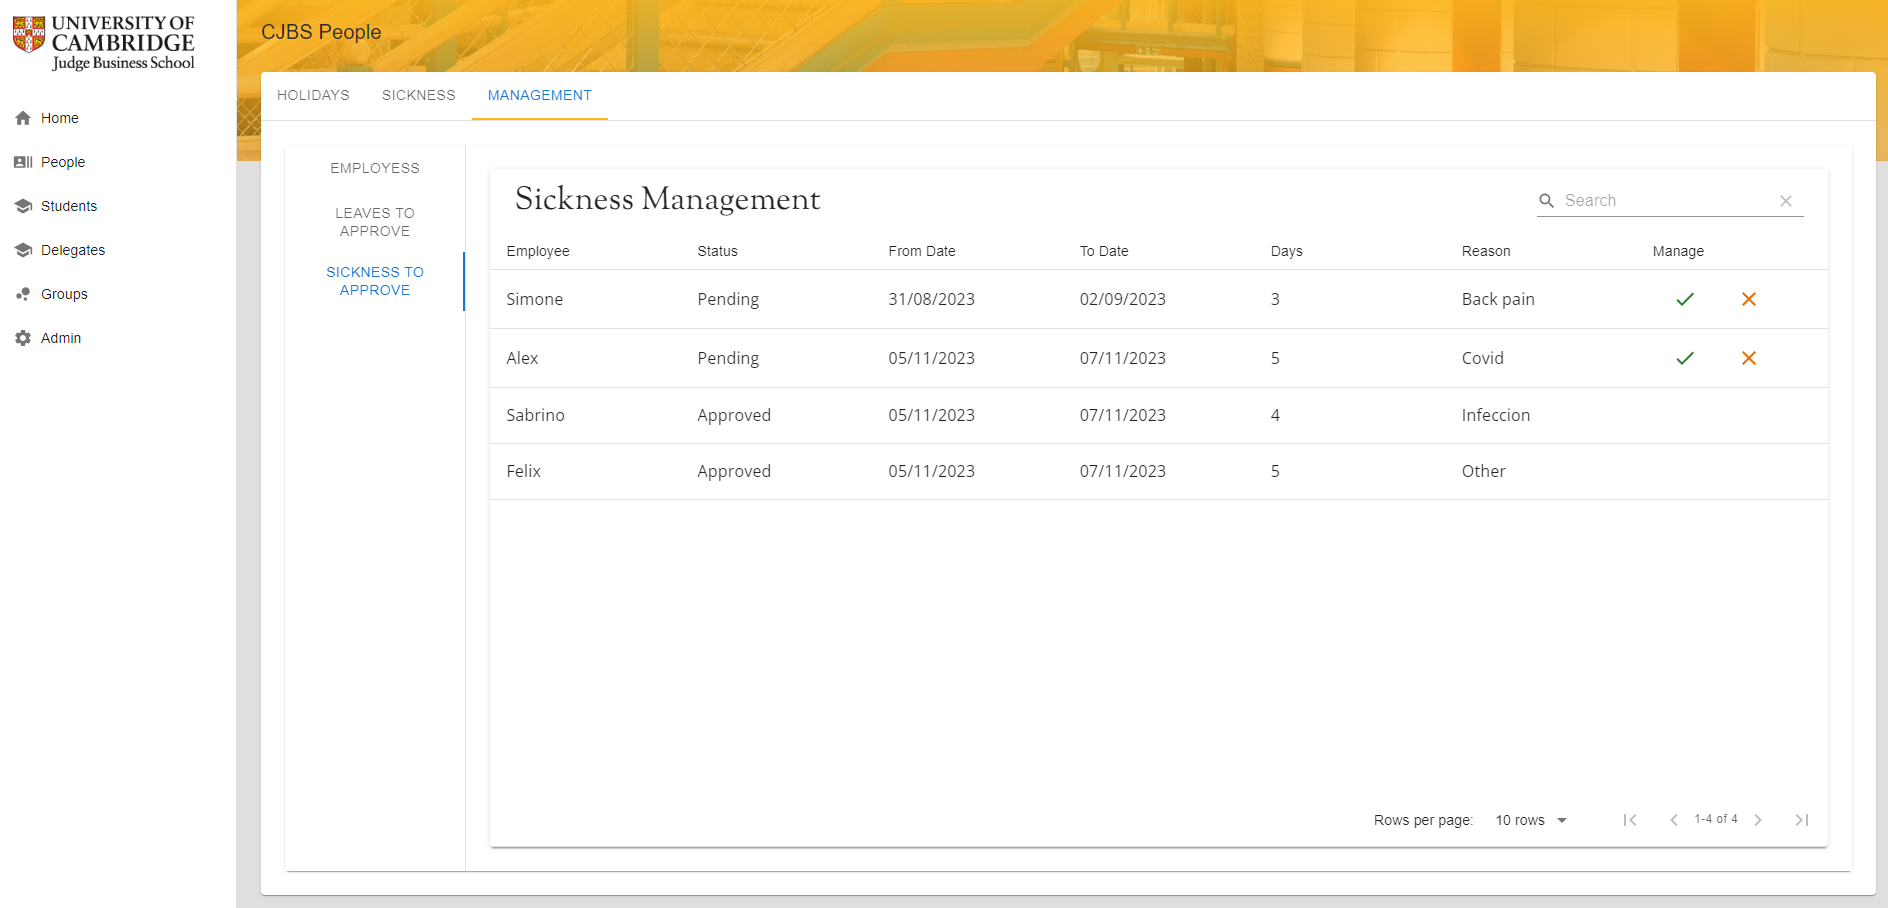 UNIVERSITY OF
CAMBRIDGE
Judge Business School
Home
People
Students
Delegates
Groups
Admin
CJBS People
HOLIDAYS SICKNESS MANAGEMENT
EMPLOYESS
LEAVES TO
APPROVE
SICKNESS TO
APPROVE
Sickness Management
Search
Employee Status From Date To Date Days Reason Manage
Simone Pending 31/08/2023 02/09/2023 3 Back pain
Alex Pending 05/11/2023 07/11/2023 5 Covid
Sabrino Approved 05/11/2023 07/11/2023 4 Infeccion
Felix Approved 05/11/2023 07/11/2023 5 Other
Rows per page: 10 rows 1-4 of 4